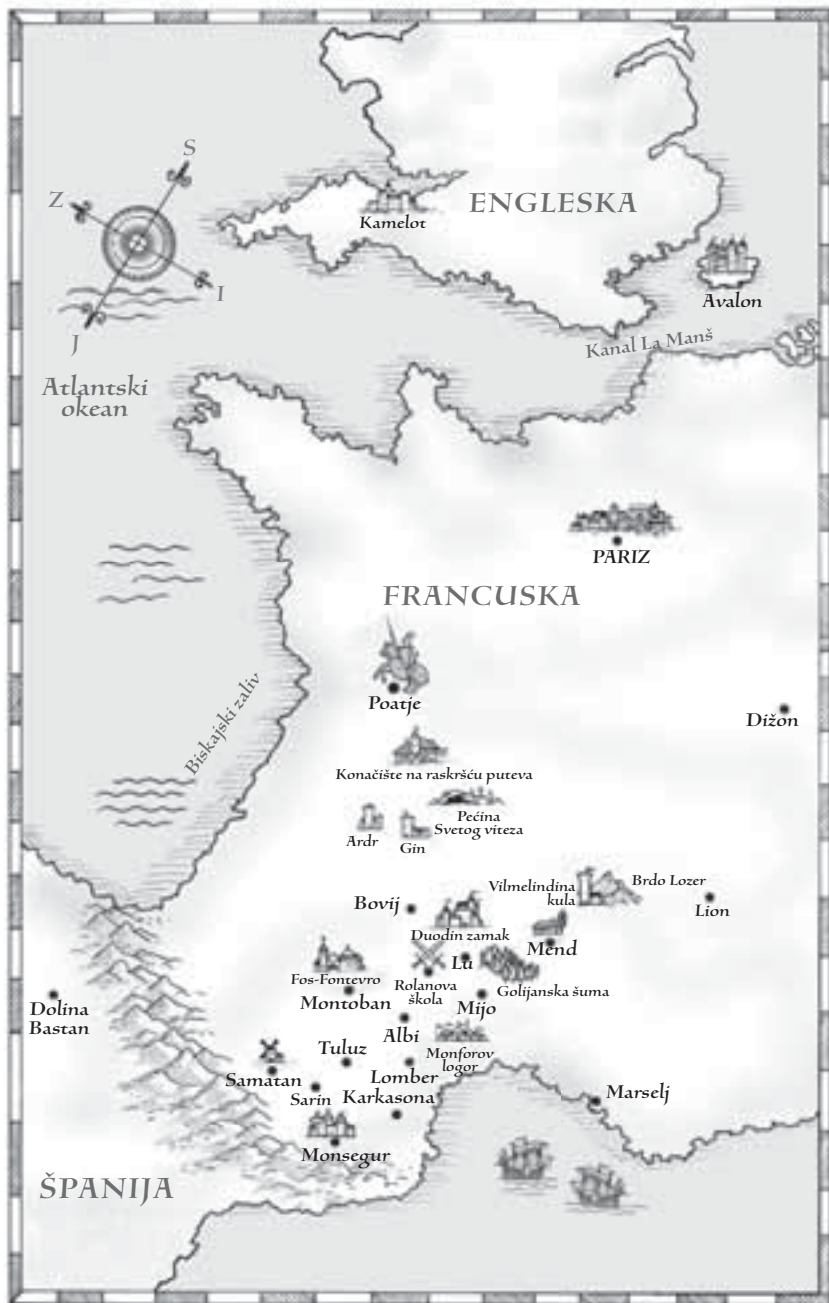 S
Z
I
J
ENGLESKA
Kamelot
Avalon
Kanal La Manš
Atlantski
okean
PARIZ
FRANCUSKA
Poatje
Dižon
Biskajski zaliv
Konačište na raskršću puteva
Pećina
Svetog viteza
Ardr
Gin
Vilmelindina
kula
Brdo Lozer
Lion
Bovij
Duodin zamak
Mend
Lu
Fos-Fontevro
Rolanova
škola
Golijanska šuma
Montoban
Mijo
Dolina
Bastan
Albi
Monforov
logor
Tuluz
Lomber
Samatan
Sarin
Karkasona
Marselj
Monsegur
ŠPANIJA